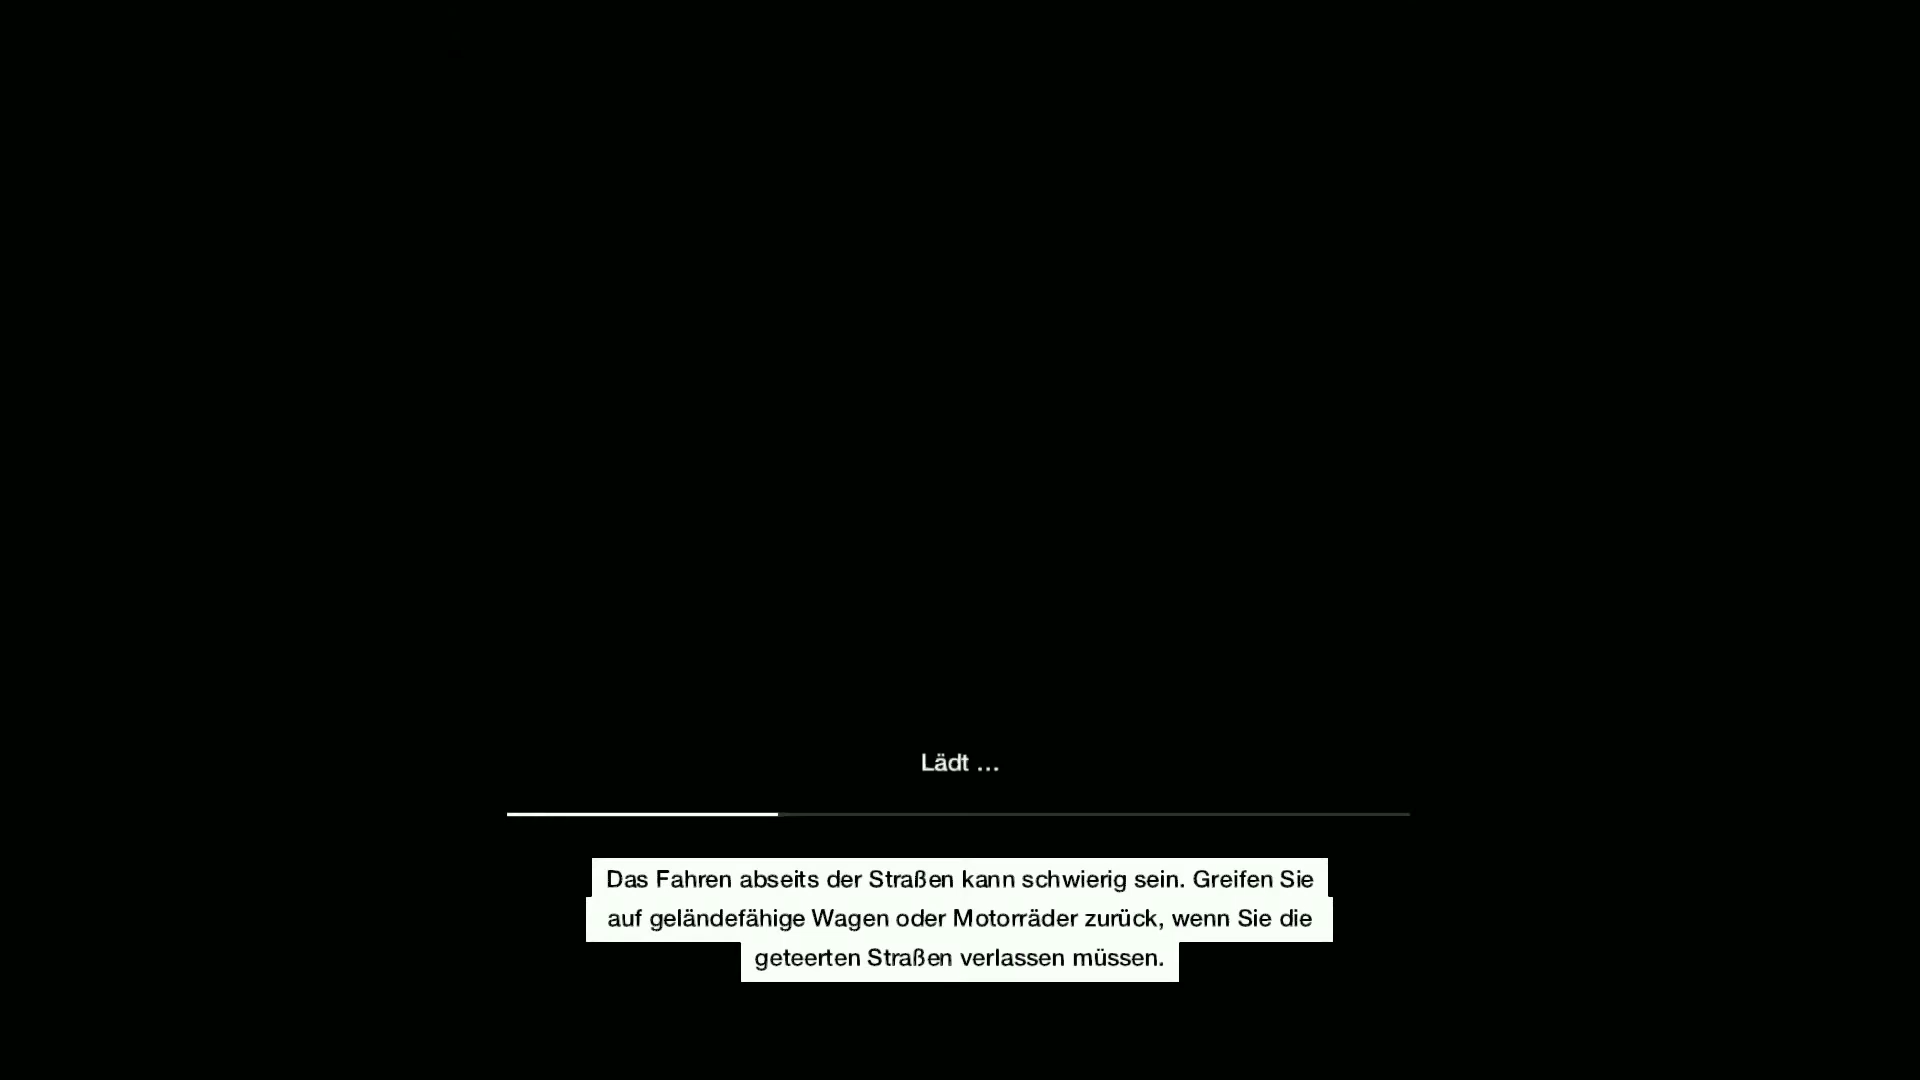 Lädt ...
Das Fahren abseits der Straßen kann schwierig sein. Greifen Sie
auf geländefähige Wagen oder Motorräder zurück, wenn Sie die
geteerten Straßen verlassen müssen.